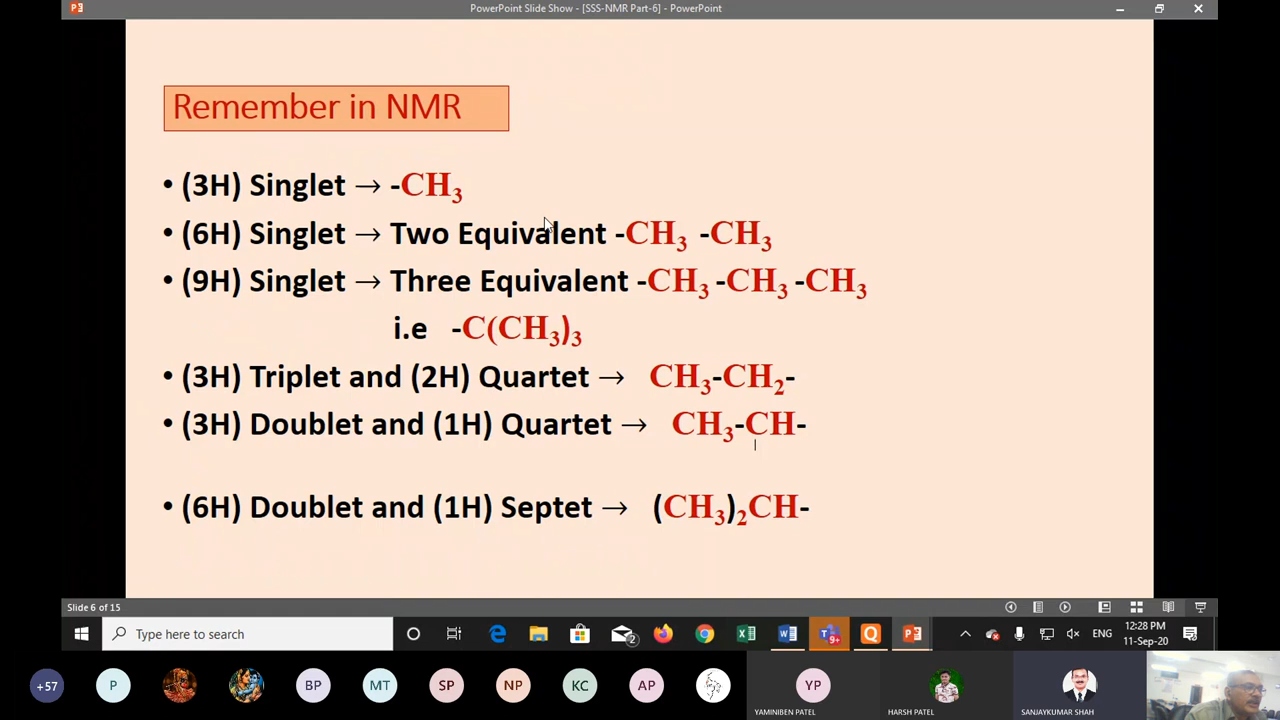 PowerPoint Slide Show - [SSS-NMR Part-6] - PowerPoint
Remember in NMR
• (3H) Singlet → -CH₃
• (6H) Singlet → Two Equivalent -CH₃ -CH₃
• (9H) Singlet → Three Equivalent -CH₃ -CH₃ -CH₃
i.e -C(CH₃)₃
• (3H) Triplet and (2H) Quartet → CH₃-CH₂-
• (3H) Doublet and (1H) Quartet → CH₃-CH-
|
• (6H) Doublet and (1H) Septet → (CH₃)₂CH-
Slide 6 of 15
Type here to search
2
9+
ENG
12:28 PM
11-Sep-20
+57 P BP MT SP NP KC AP YP
YAMINIBEN PATEL HARSH PATEL SANJAYKUMAR SHAH